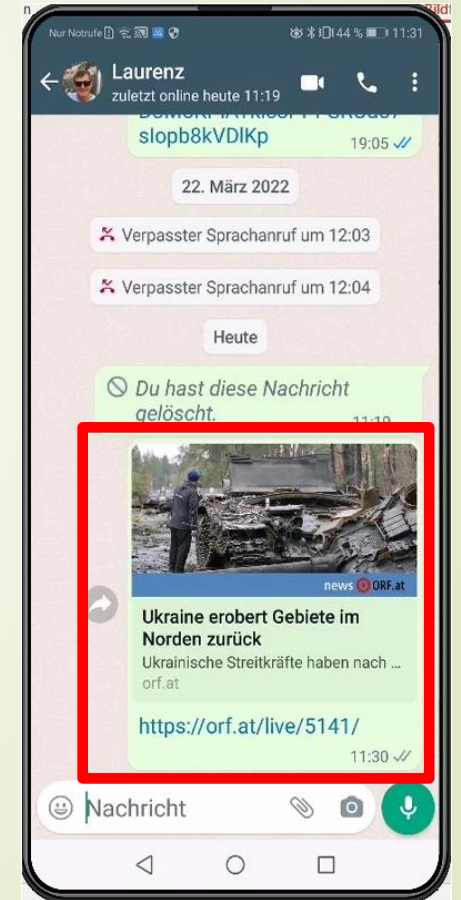 Nur Notrufe 44 % 11:31
Laurenz
zuletzt online heute 11:19
slopb8kVDlKp
19:05
22. März 2022
Verpasster Sprachanruf um 12:03
Verpasster Sprachanruf um 12:04
Heute
Du hast diese Nachricht
gelöscht.
11:19
news ORF.at
Ukraine erobert Gebiete im
Norden zurück
Ukrainische Streitkräfte haben nach ...
orf.at
https://orf.at/live/5141/
11:30
Nachricht